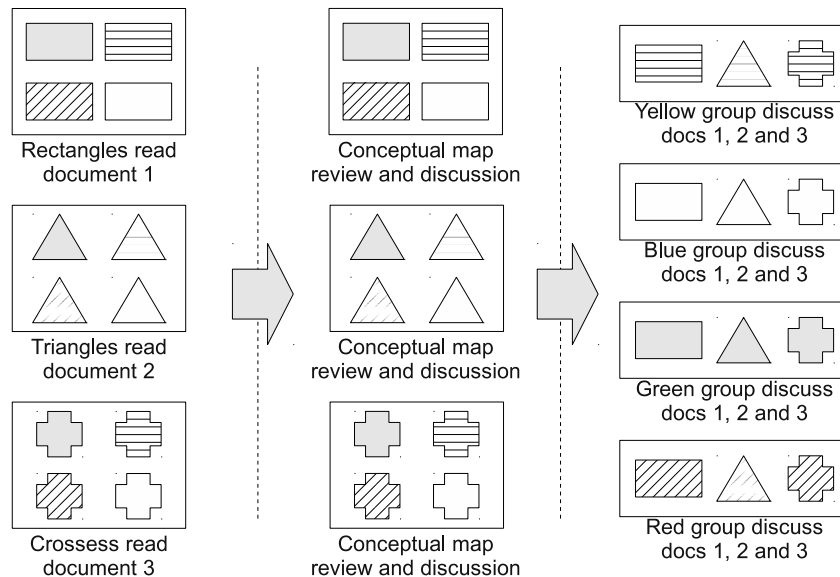 Rectangles read
document 1
Triangles read
document 2
Crossess read
document 3
Conceptual map
review and discussion
Conceptual map
review and discussion
Conceptual map
review and discussion
Yellow group discuss
docs 1, 2 and 3
Blue group discuss
docs 1, 2 and 3
Green group discuss
docs 1, 2 and 3
Red group discuss
docs 1, 2 and 3